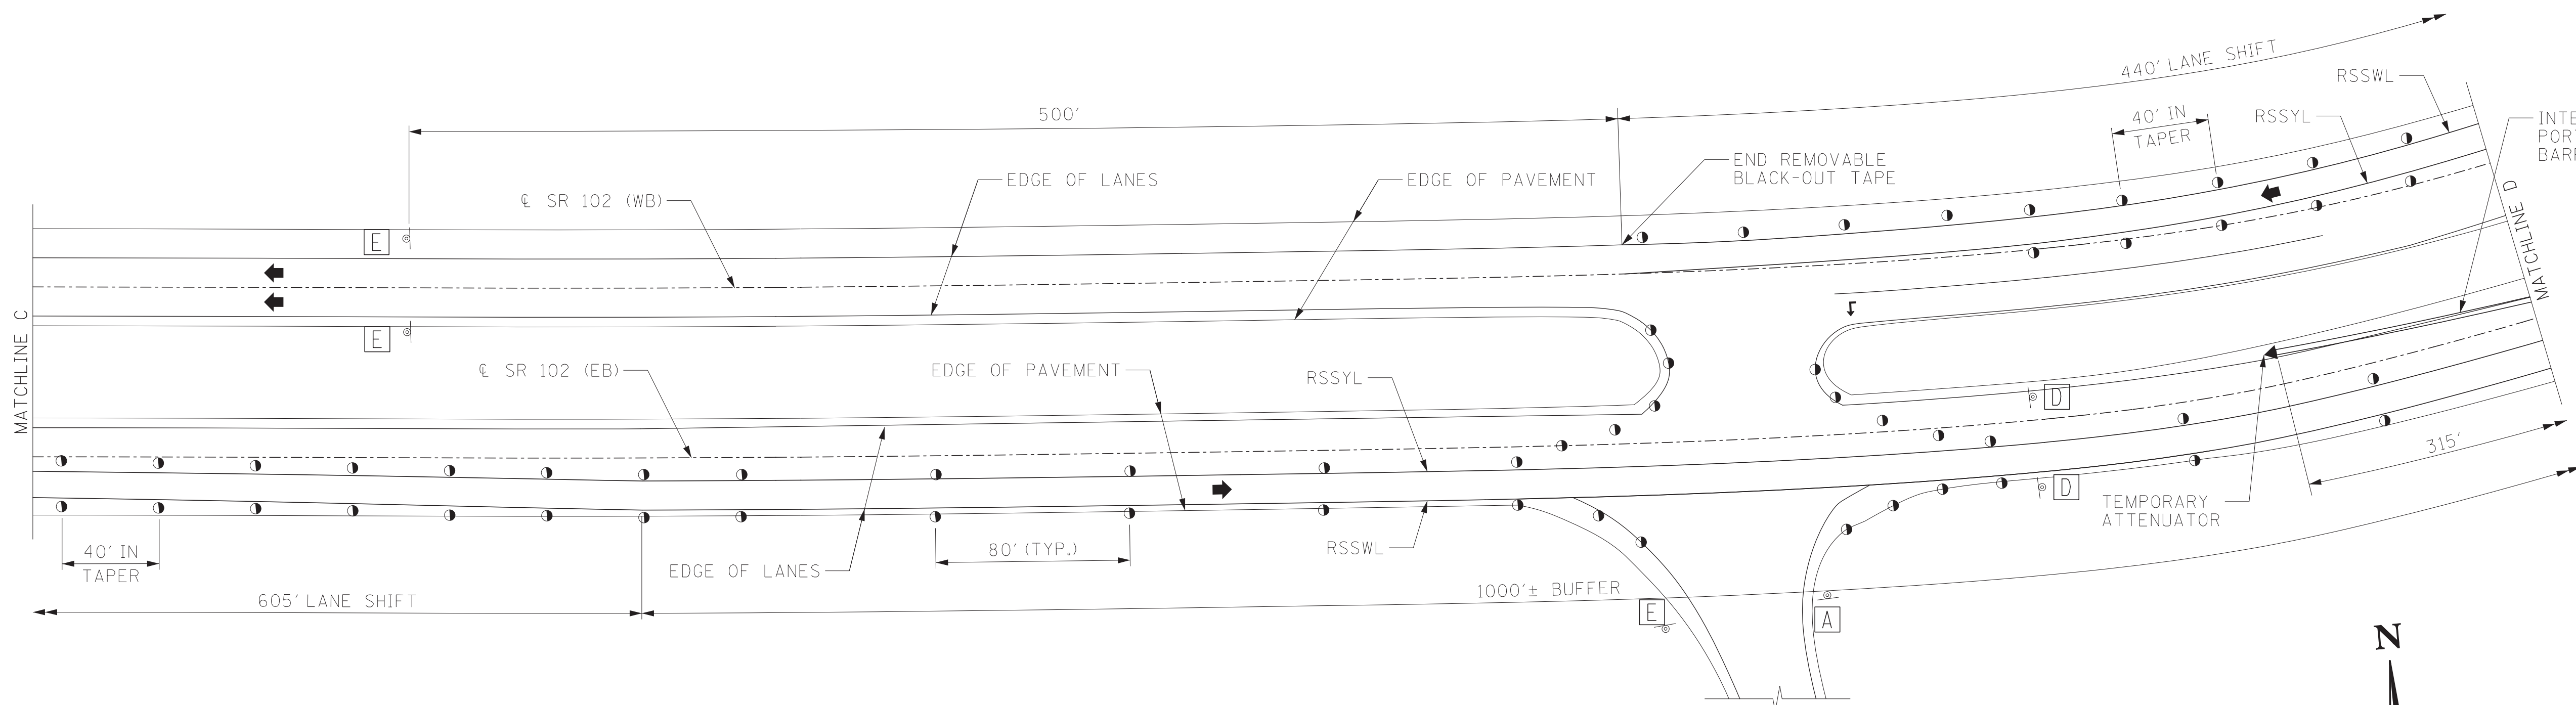 440' LANE SHIFT
RSSWL
500'
40' IN
TAPER
RSSYL
END REMOVABLE
BLACK-OUT TAPE
EDGE OF LANES
EDGE OF PAVEMENT
℄ SR 102 (WB)
E
E
MATCHLINE C
MATCHLINE D
℄ SR 102 (EB)
EDGE OF PAVEMENT
RSSYL
D
D
315'
TEMPORARY
ATTENUATOR
40' IN
TAPER
EDGE OF LANES
80' (TYP.)
RSSWL
605' LANE SHIFT
1000'± BUFFER
E
A
N